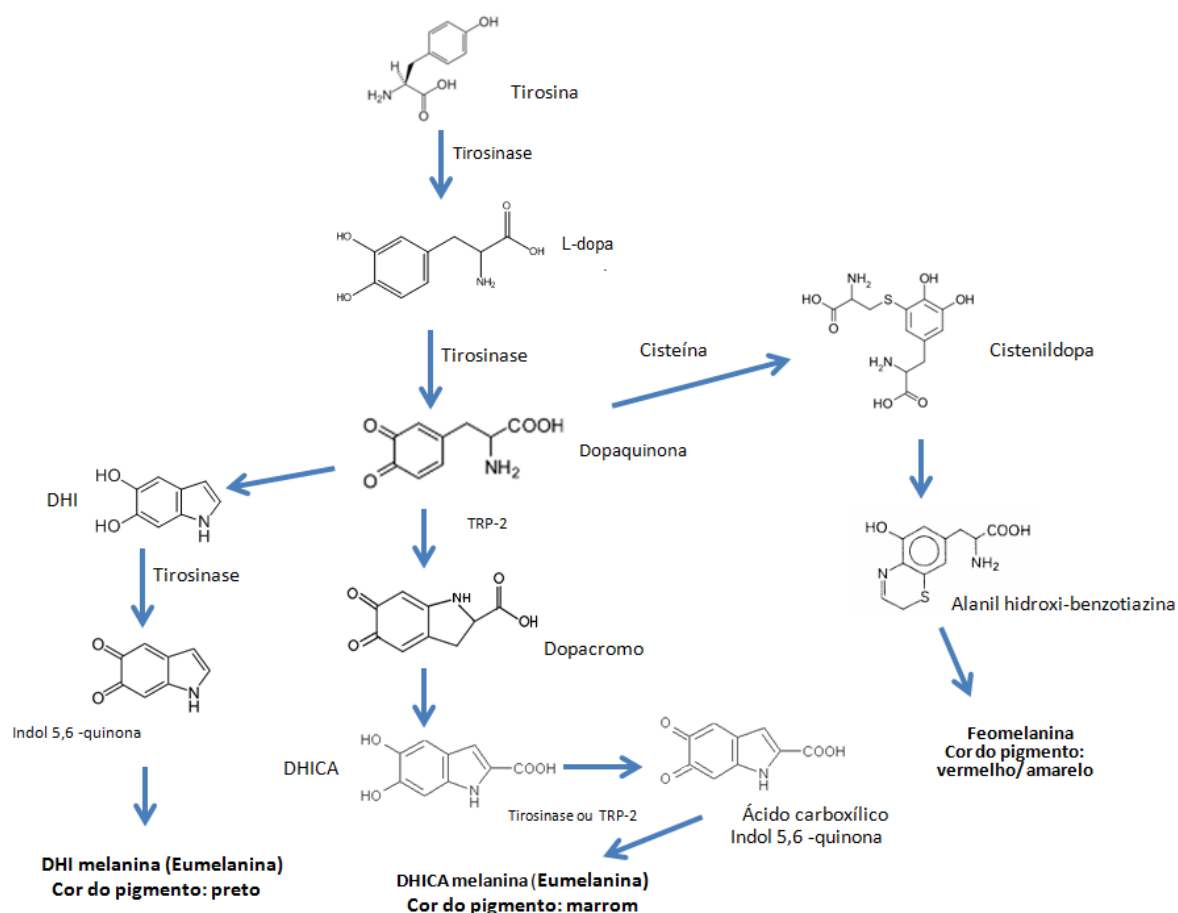 OH
H
OH
H₂N
O
Tirosina
Tirosinase
O
HO
OH
NH₂
HO
L-dopa
Tirosinase
Cisteína
NH₂
OH
HO
S
OH
O
H₂N
HO
O
Cistenildopa
O
COOH
O
NH₂
Dopaquinona
DHI
HO
HO
N
H
TRP-2
Tirosinase
HO
COOH
NH₂
N
S
Alanil hidroxi-benzotiazina
O
NH
O
O
OH
Dopacromo
O
O
N
H
Indol 5,6 -quinona
DHICA
HO
COOH
HO
N
H
Tirosinase ou TRP-2
O
COOH
O
N
H
Ácido carboxílico
Indol 5,6 -quinona
Feomelanina
Cor do pigmento:
vermelho/amarelo
DHI melanina (Eumelanina)
Cor do pigmento: preto
DHICA melanina (Eumelanina)
Cor do pigmento: marrom